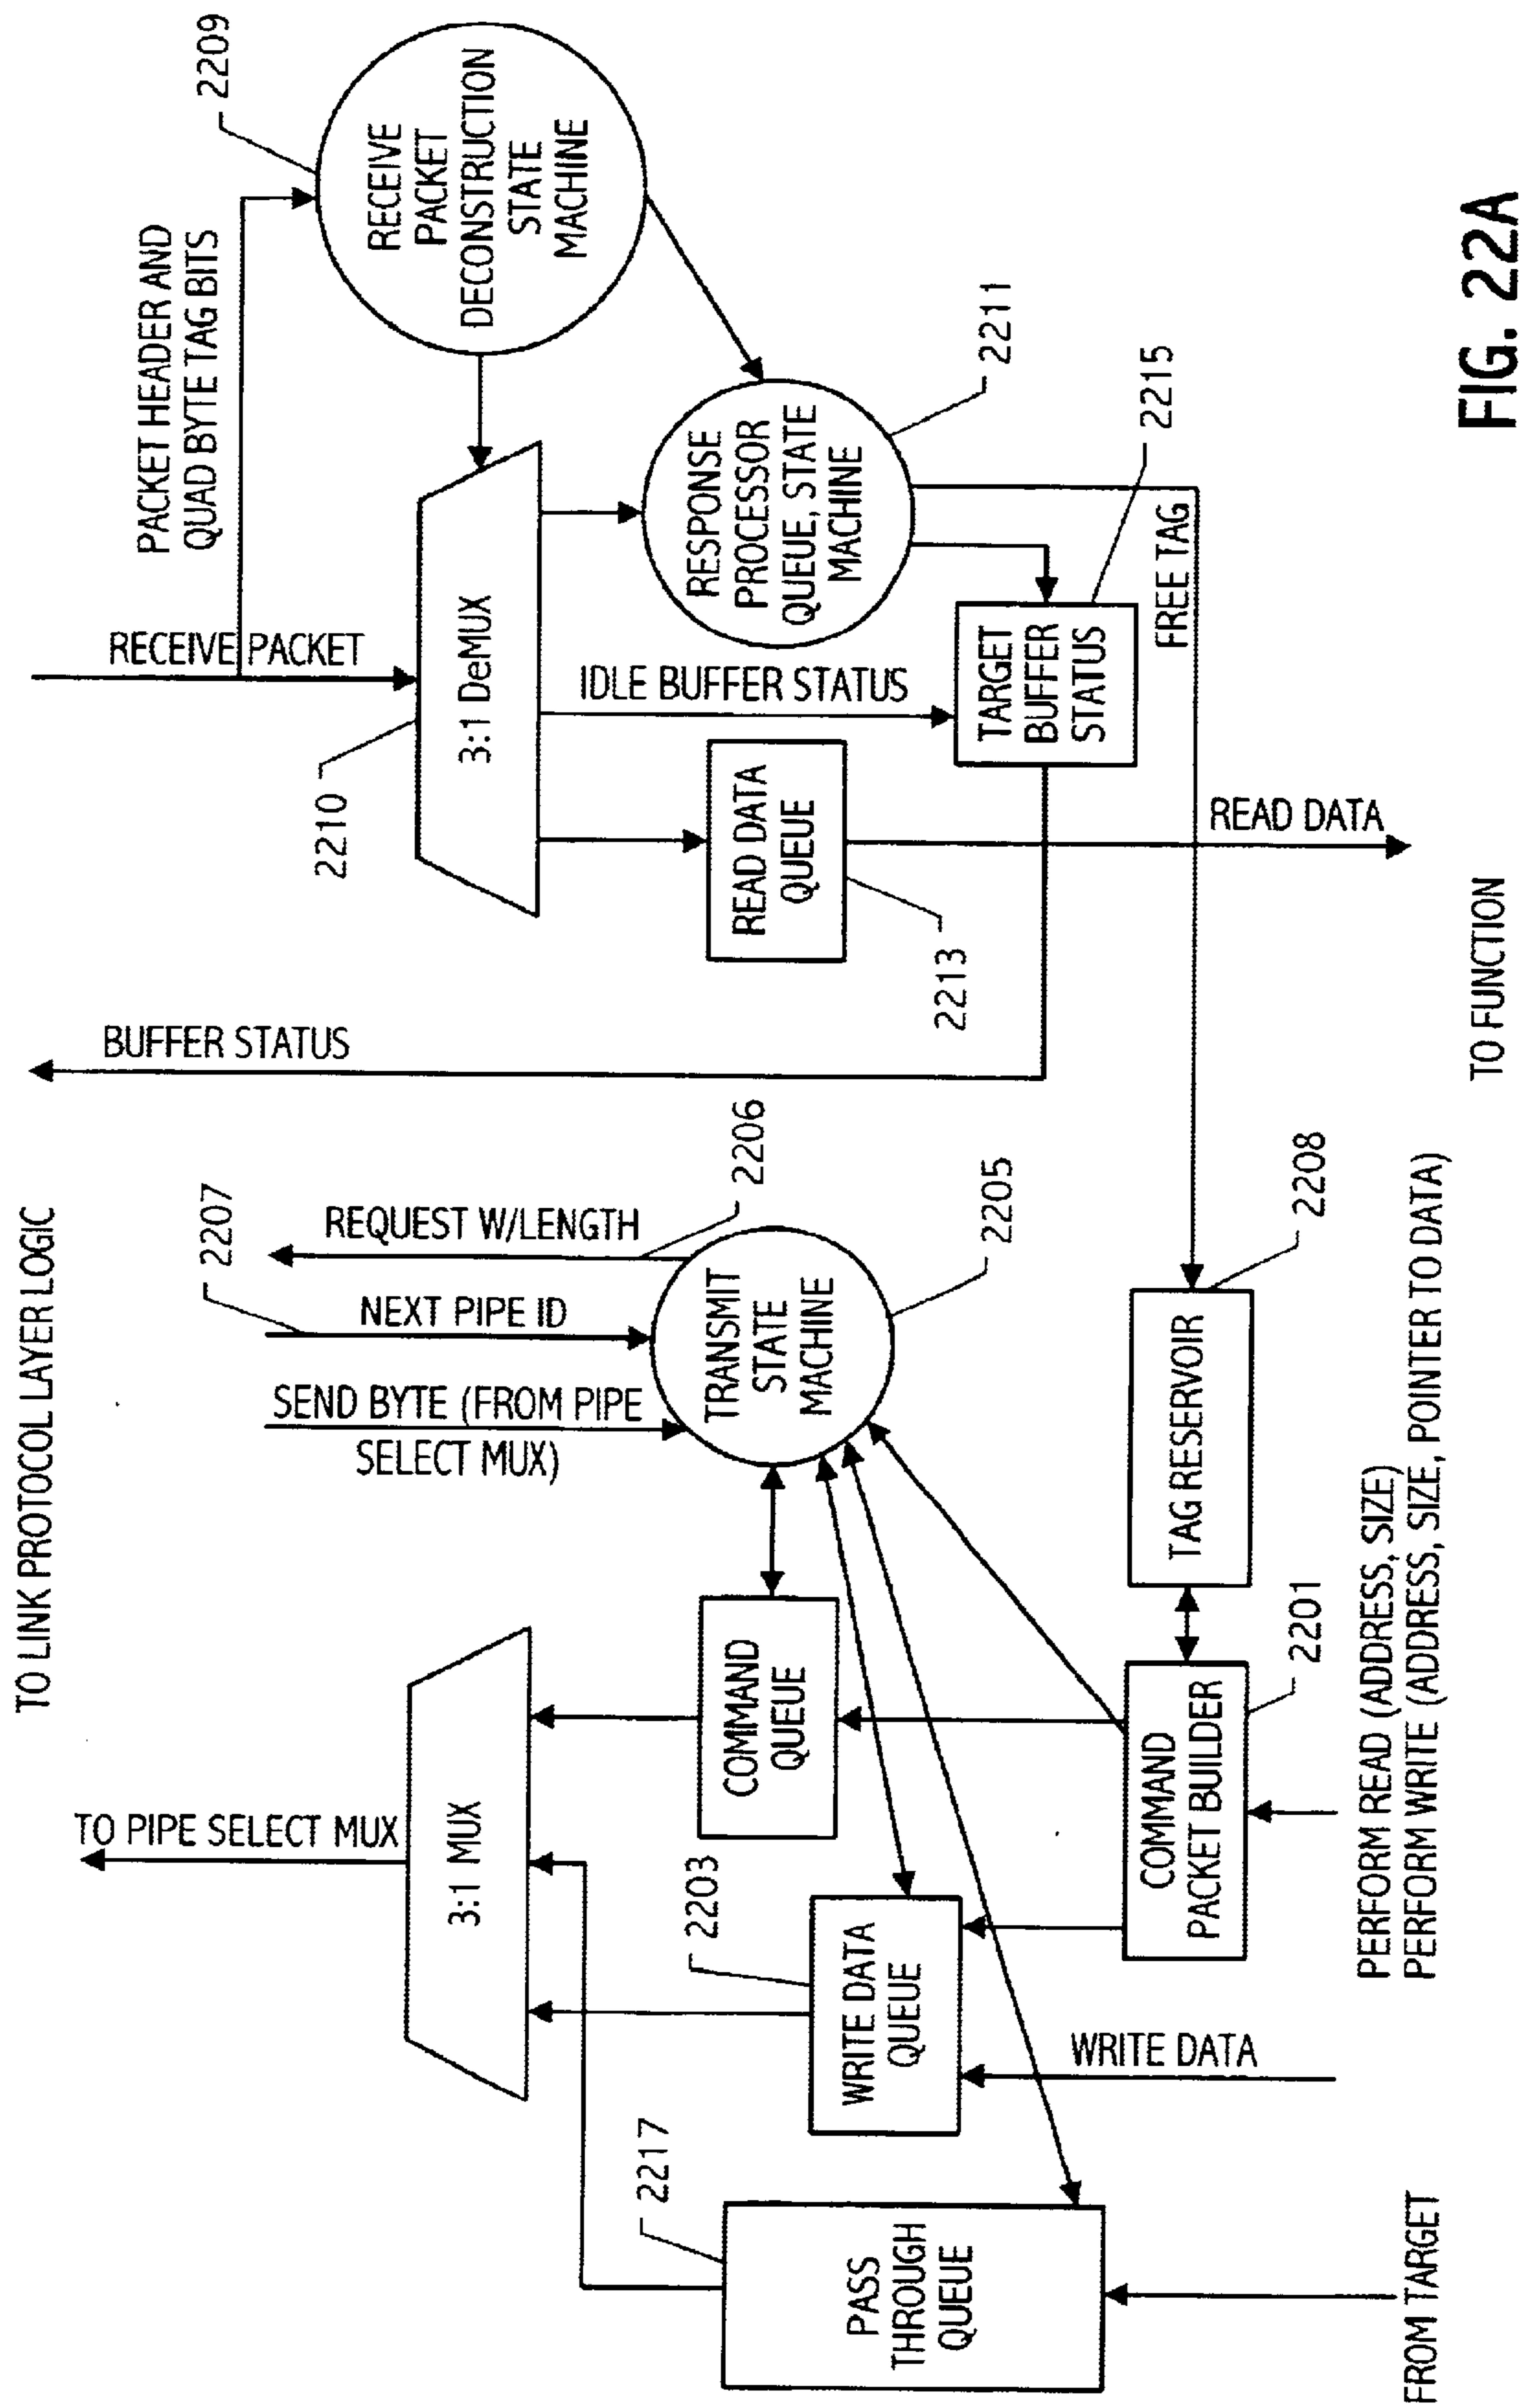 TO LINK PROTOCOL LAYER LOGIC
TO PIPE SELECT MUX
3:1 MUX
2217
PASS
THROUGH
QUEUE
FROM TARGET
2203
WRITE DATA
QUEUE
WRITE DATA
COMMAND
QUEUE
COMMAND
PACKET BUILDER
2201
PERFORM READ (ADDRESS, SIZE)
PERFORM WRITE (ADDRESS, SIZE, POINTER TO DATA)
SEND BYTE (FROM PIPE
SELECT MUX)
NEXT PIPE ID
2207
REQUEST W/LENGTH
2206
TRANSMIT
STATE
MACHINE
2205
TAG RESERVOIR
2208
BUFFER STATUS
RECEIVE PACKET
PACKET HEADER AND
QUAD BYTE TAG BITS
2209
RECEIVE
PACKET
DECONSTRUCTION
STATE
MACHINE
2210
3:1 DeMUX
READ DATA
QUEUE
2213
IDLE BUFFER STATUS
RESPONSE
PROCESSOR
QUEUE, STATE
MACHINE
2211
TARGET
BUFFER
STATUS
2215
FREE TAG
READ DATA
TO FUNCTION
FIG. 22A